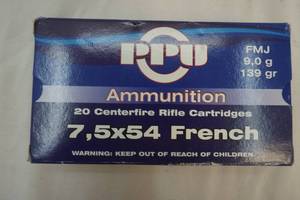 PPU
FMJ
9,0 g
139 gr
Ammunition
20 Centerfire Rifle Cartridges
7,5x54 French
WARNING: KEEP OUT OF REACH OF CHILDREN.